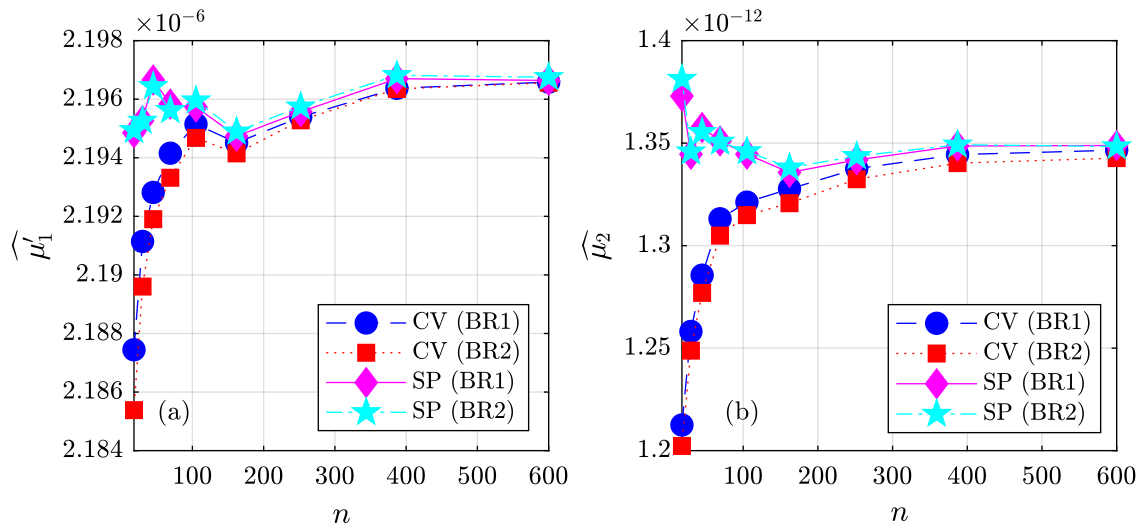 ×10⁻⁶
2.198
2.196
2.194
2.192
2.19
2.188
2.186
2.184
100 200 300 400 500 600
n
μ̂′₁
CV (BR1)
CV (BR2)
SP (BR1)
SP (BR2)
(a)
×10⁻¹²
1.4
1.35
1.3
1.25
1.2
100 200 300 400 500 600
n
μ̂₂
CV (BR1)
CV (BR2)
SP (BR1)
SP (BR2)
(b)